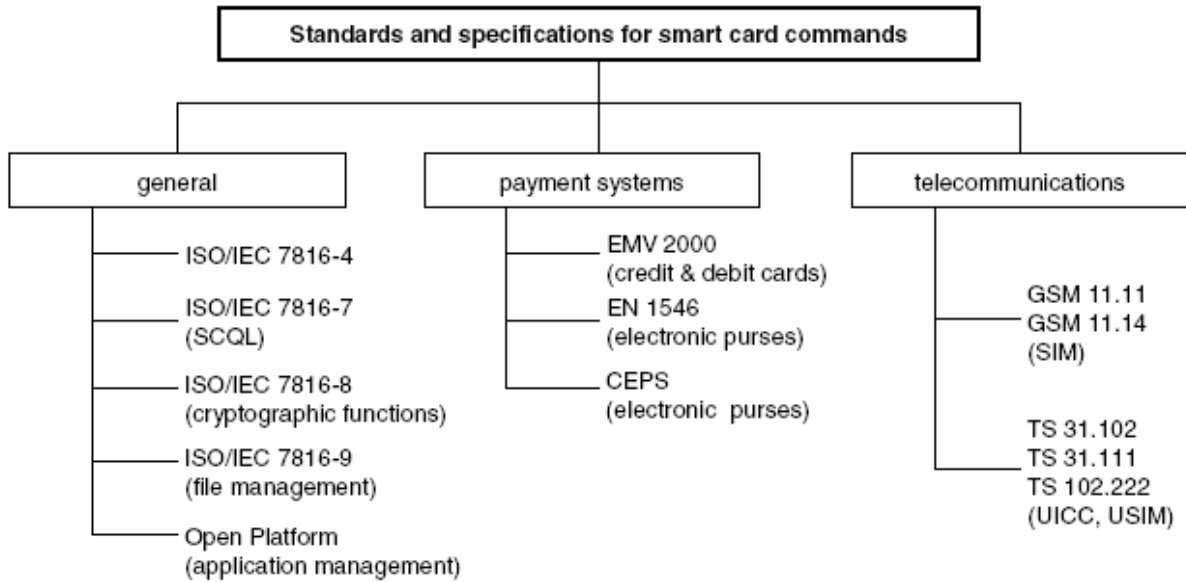 Standards and specifications for smart card commands
general
ISO/IEC 7816-4
ISO/IEC 7816-7
(SCQL)
ISO/IEC 7816-8
(cryptographic functions)
ISO/IEC 7816-9
(file management)
Open Platform
(application management)
payment systems
EMV 2000
(credit & debit cards)
EN 1546
(electronic purses)
CEPS
(electronic purses)
telecommunications
GSM 11.11
GSM 11.14
(SIM)
TS 31.102
TS 31.111
TS 102.222
(UICC, USIM)